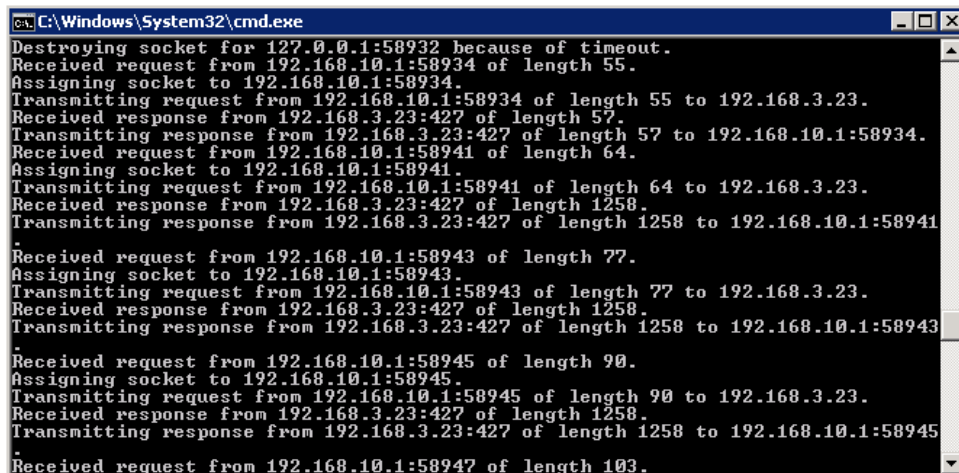 C:\Windows\System32\cmd.exe
Destroying socket for 127.0.0.1:58932 because of timeout.
Received request from 192.168.10.1:58934 of length 55.
Assigning socket to 192.168.10.1:58934.
Transmitting request from 192.168.10.1:58934 of length 55 to 192.168.3.23.
Received response from 192.168.3.23:427 of length 57.
Transmitting response from 192.168.3.23:427 of length 57 to 192.168.10.1:58934.
Received request from 192.168.10.1:58941 of length 64.
Assigning socket to 192.168.10.1:58941.
Transmitting request from 192.168.10.1:58941 of length 64 to 192.168.3.23.
Received response from 192.168.3.23:427 of length 1258.
Transmitting response from 192.168.3.23:427 of length 1258 to 192.168.10.1:58941
.
Received request from 192.168.10.1:58943 of length 77.
Assigning socket to 192.168.10.1:58943.
Transmitting request from 192.168.10.1:58943 of length 77 to 192.168.3.23.
Received response from 192.168.3.23:427 of length 1258.
Transmitting response from 192.168.3.23:427 of length 1258 to 192.168.10.1:58943
.
Received request from 192.168.10.1:58945 of length 90.
Assigning socket to 192.168.10.1:58945.
Transmitting request from 192.168.10.1:58945 of length 90 to 192.168.3.23.
Received response from 192.168.3.23:427 of length 1258.
Transmitting response from 192.168.3.23:427 of length 1258 to 192.168.10.1:58945
.
Received request from 192.168.10.1:58947 of length 103.